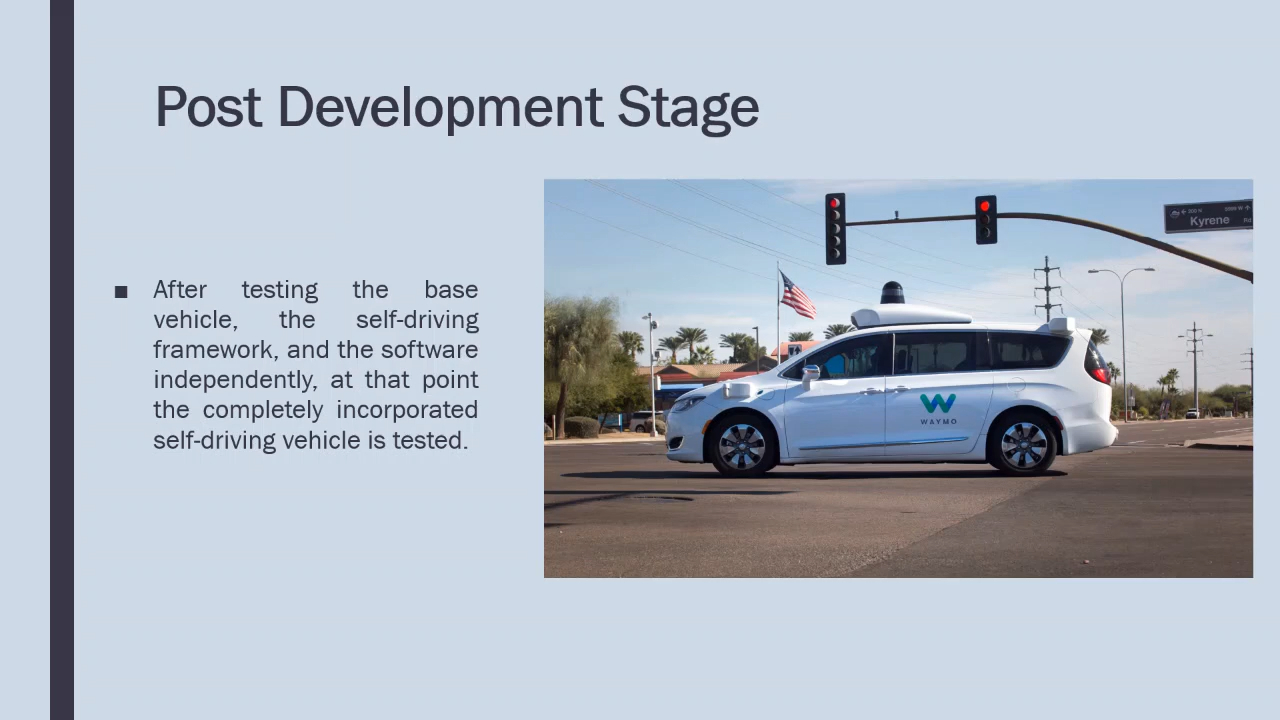 Post Development Stage
■ After testing the base
vehicle, the self-driving
framework, and the software
independently, at that point
the completely incorporated
self-driving vehicle is tested.
Kyrene Rd
WAYMO